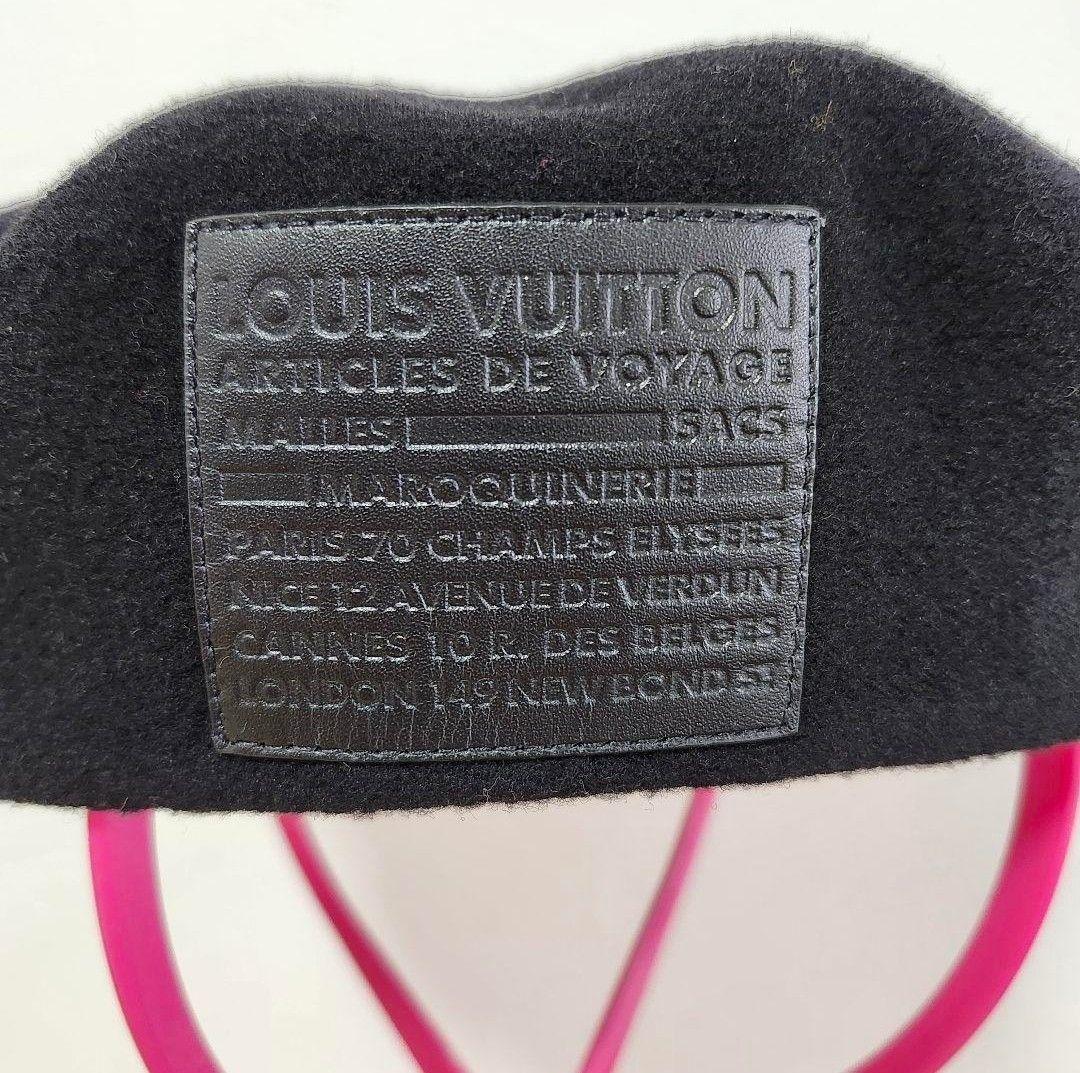 LOUIS VUITTON
ARTICLES DE VOYAGE
MALLES SACS
MAROQUINERIE
PARIS 70 CHAMPS ELYSEES
NICE 12 AVENUE DE VERDUN
CANNES 10 R. DES BELGES
LONDON 149 NEW BOND ST